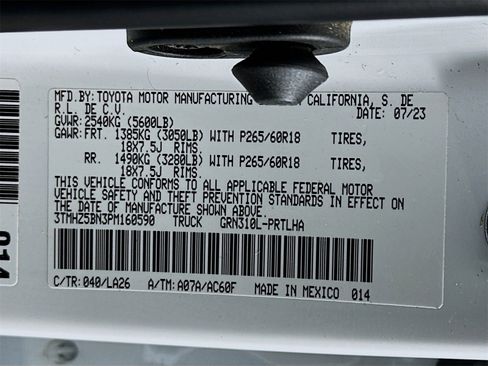 MFD.BY:TOYOTA MOTOR MANUFACTURING CALIFORNIA, S. DE
R.L. DE C.V. DATE: 07/23
GVWR: 2540KG (5600LB)
GAWR:FRT. 1385KG (3050LB) WITH P265/60R18 TIRES,
18X7.5J RIMS
RR. 1490KG (3280LB) WITH P265/60R18 TIRES,
18X7.5J RIMS.
THIS VEHICLE CONFORMS TO ALL APPLICABLE FEDERAL MOTOR
VEHICLE SAFETY AND THEFT PREVENTION STANDARDS IN EFFECT
ON THE DATE OF MANUFACTURE SHOWN ABOVE.
3TMHZ5BN3PM160590 TRUCK GRN310L-PRTLHA
C/TR:040/LA26 A/TM:A07A/AC60F MADE IN MEXICO 014
014